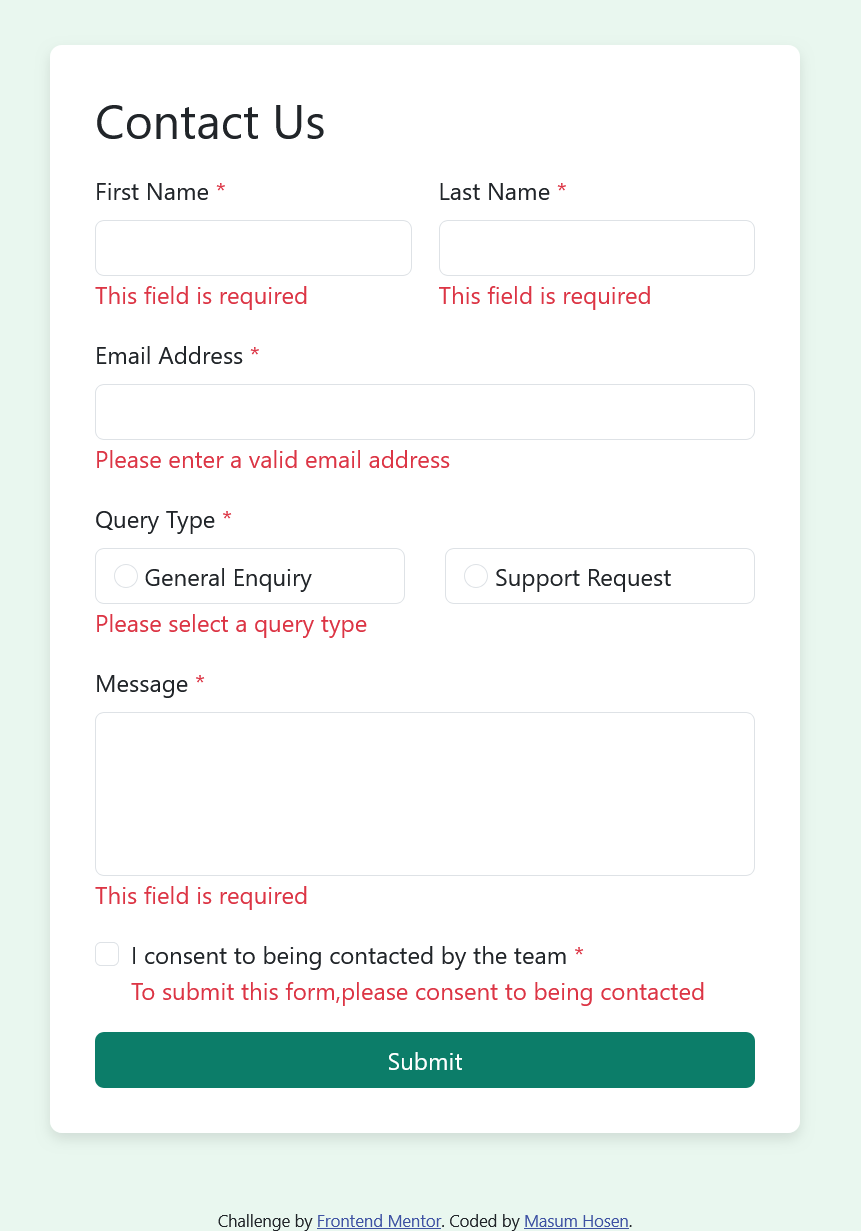 Contact Us
First Name * Last Name *
This field is required This field is required
Email Address *
Please enter a valid email address
Query Type *
General Enquiry Support Request
Please select a query type
Message *
This field is required
I consent to being contacted by the team *
To submit this form,please consent to being contacted
Submit
Challenge by Frontend Mentor. Coded by Masum Hosen.